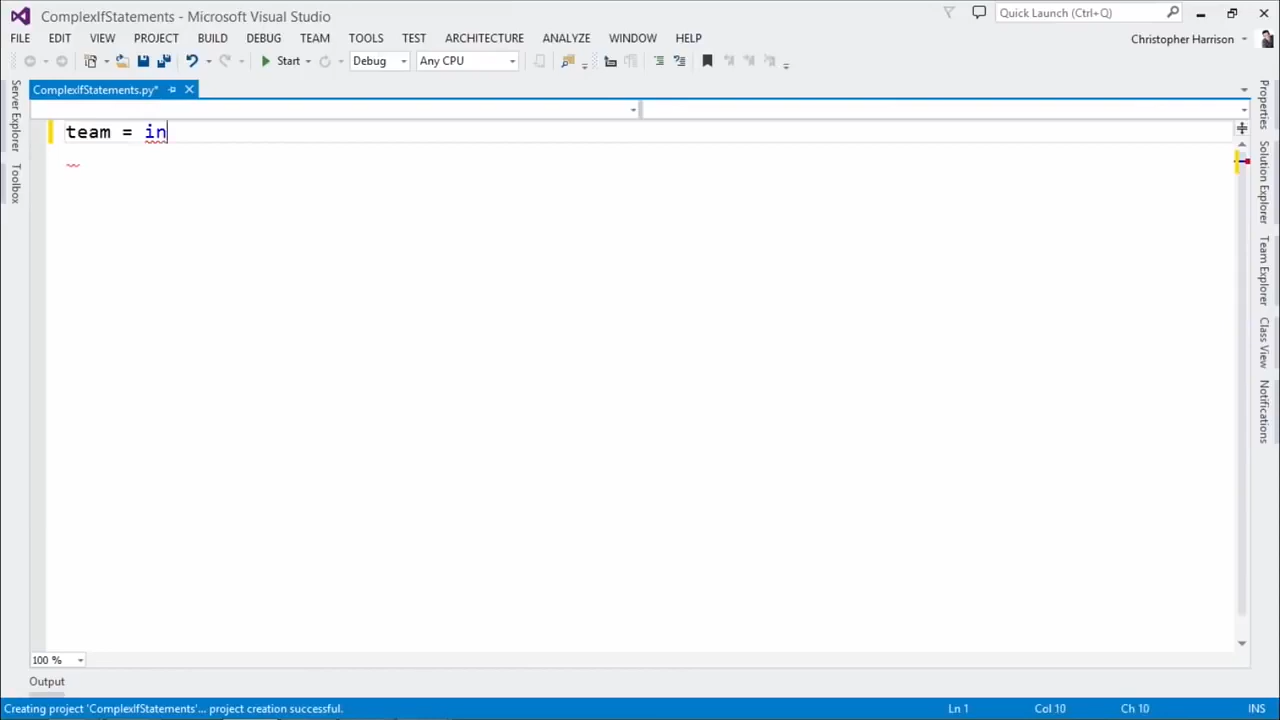 ComplexIfStatements - Microsoft Visual Studio
Quick Launch (Ctrl+Q)
FILE EDIT VIEW PROJECT BUILD DEBUG TEAM TOOLS TEST ARCHITECTURE ANALYZE WINDOW HELP
Christopher Harrison
Start Debug Any CPU
ComplexIfStatements.py*
team = in
Server Explorer
Toolbox
Properties
Solution Explorer
Team Explorer
Class View
Notifications
100 %
Output
Creating project 'ComplexIfStatements'... project creation successful.
Ln 1 Col 10 Ch 10 INS